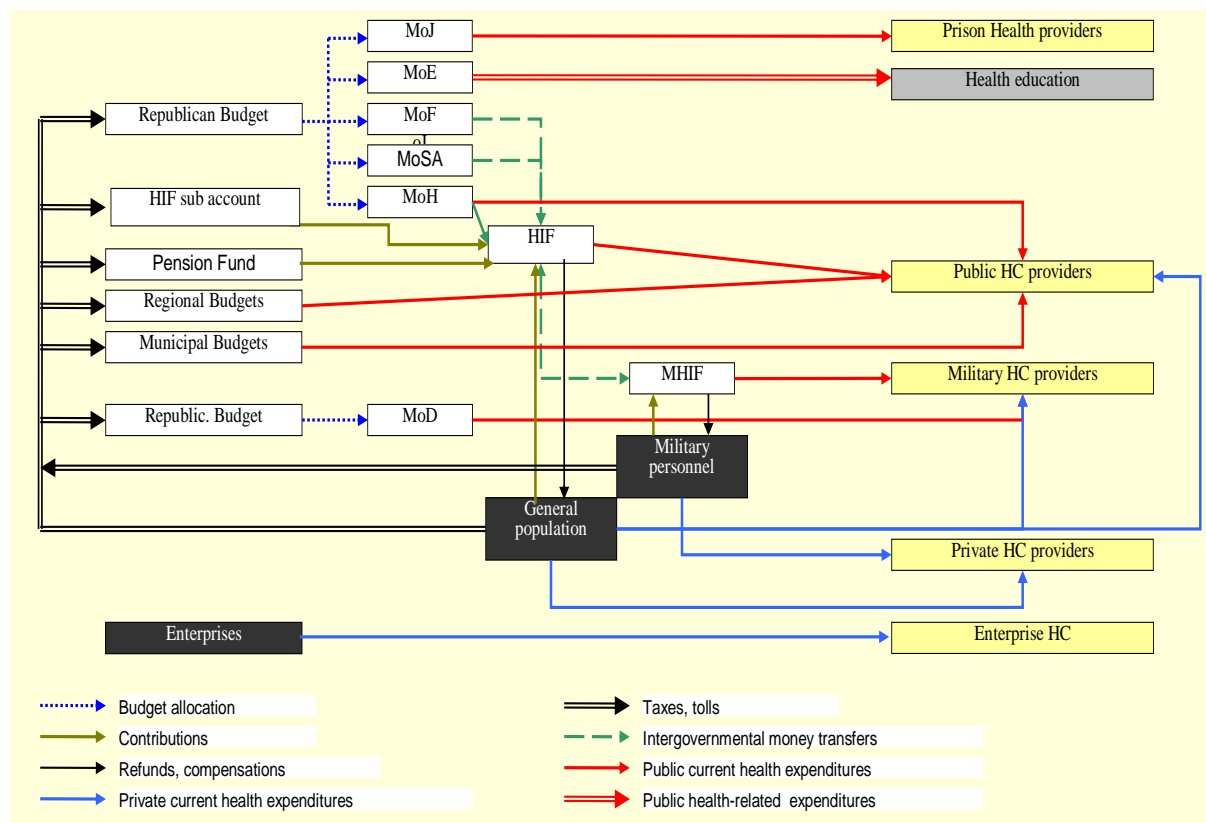 MoJ
Prison Health providers
MoE
Health education
Republican Budget
MoF
MoSA
HIF sub account
MoH
HIF
Pension Fund
Public HC providers
Regional Budgets
Municipal Budgets
MHIF
Military HC providers
Republic. Budget
MoD
Military
personnel
General
population
Private HC providers
Enterprises
Enterprise HC
Budget allocation
Contributions
Refunds, compensations
Private current health expenditures
Taxes, tolls
Intergovernmental money transfers
Public current health expenditures
Public health-related expenditures